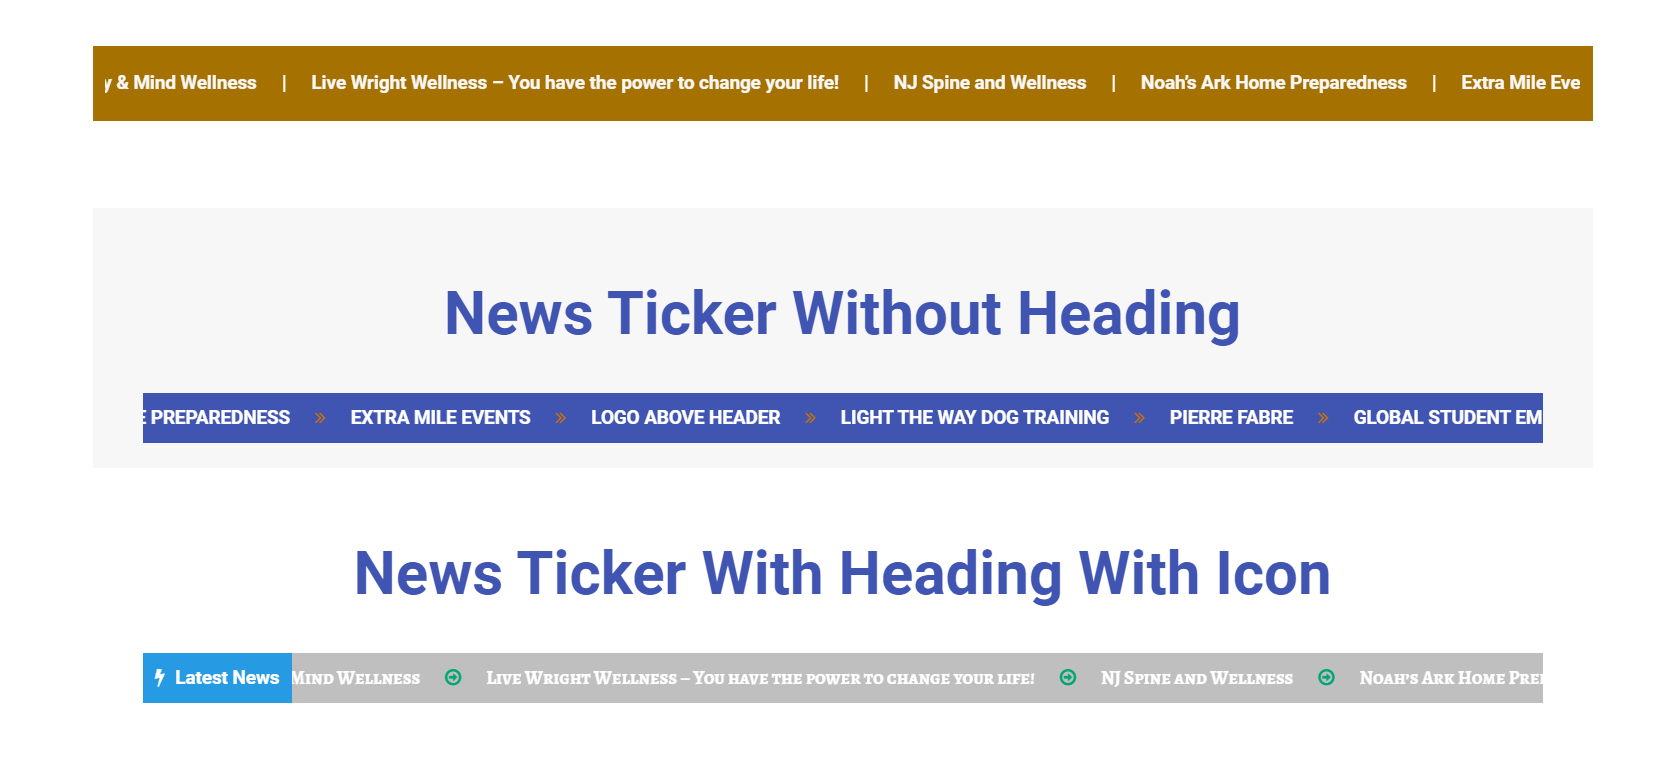 y & Mind Wellness | Live Wright Wellness – You have the power to change your life! | NJ Spine and Wellness | Noah’s Ark Home Preparedness | Extra Mile Eve
News Ticker Without Heading
E PREPAREDNESS » EXTRA MILE EVENTS » LOGO ABOVE HEADER » LIGHT THE WAY DOG TRAINING » PIERRE FABRE » GLOBAL STUDENT EM
News Ticker With Heading With Icon
Latest News Mind Wellness Live Wright Wellness – You have the power to change your life! NJ Spine and Wellness Noah’s Ark Home Prep